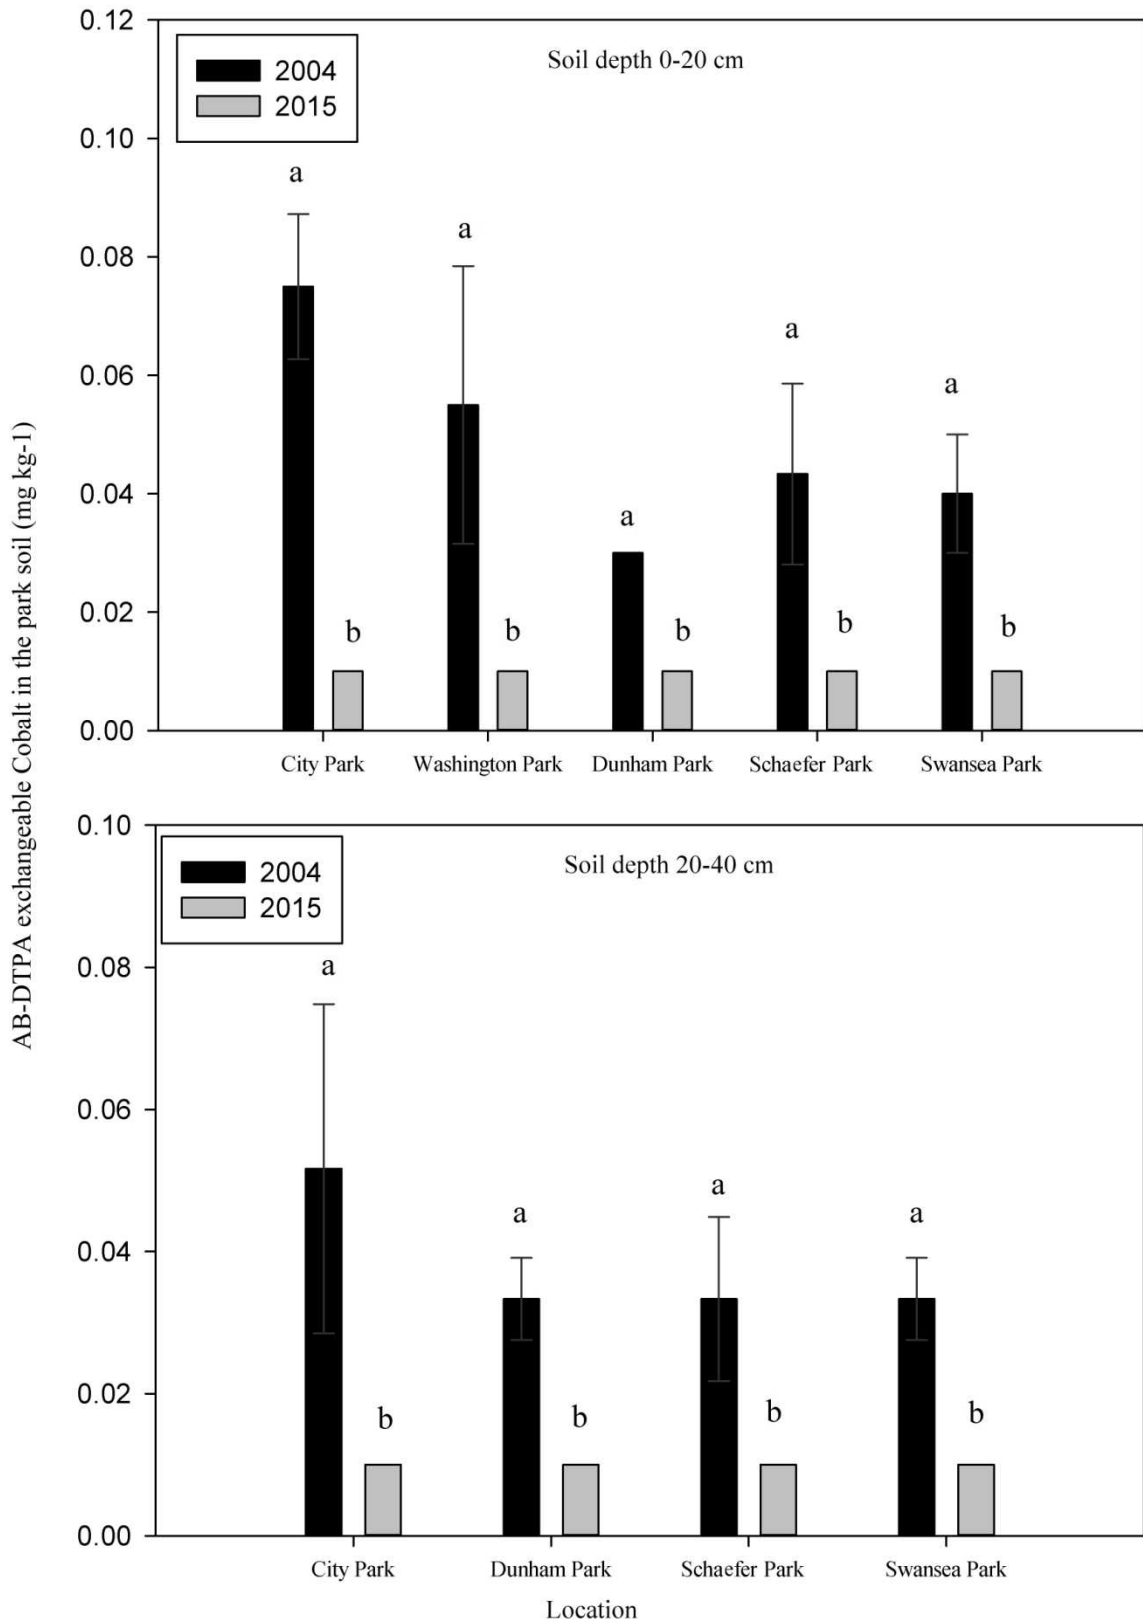 AB-DTPA exchangeable Cobalt in the park soil (mg kg-1)
Soil depth 0-20 cm
2004
2015
0.12
0.10
0.08
0.06
0.04
0.02
0.00
a
b
a
b
a
b
a
b
a
b
City Park
Washington Park
Dunham Park
Schaefer Park
Swansea Park
Soil depth 20-40 cm
2004
2015
0.10
0.08
0.06
0.04
0.02
0.00
a
b
a
b
a
b
a
b
City Park
Dunham Park
Schaefer Park
Swansea Park
Location